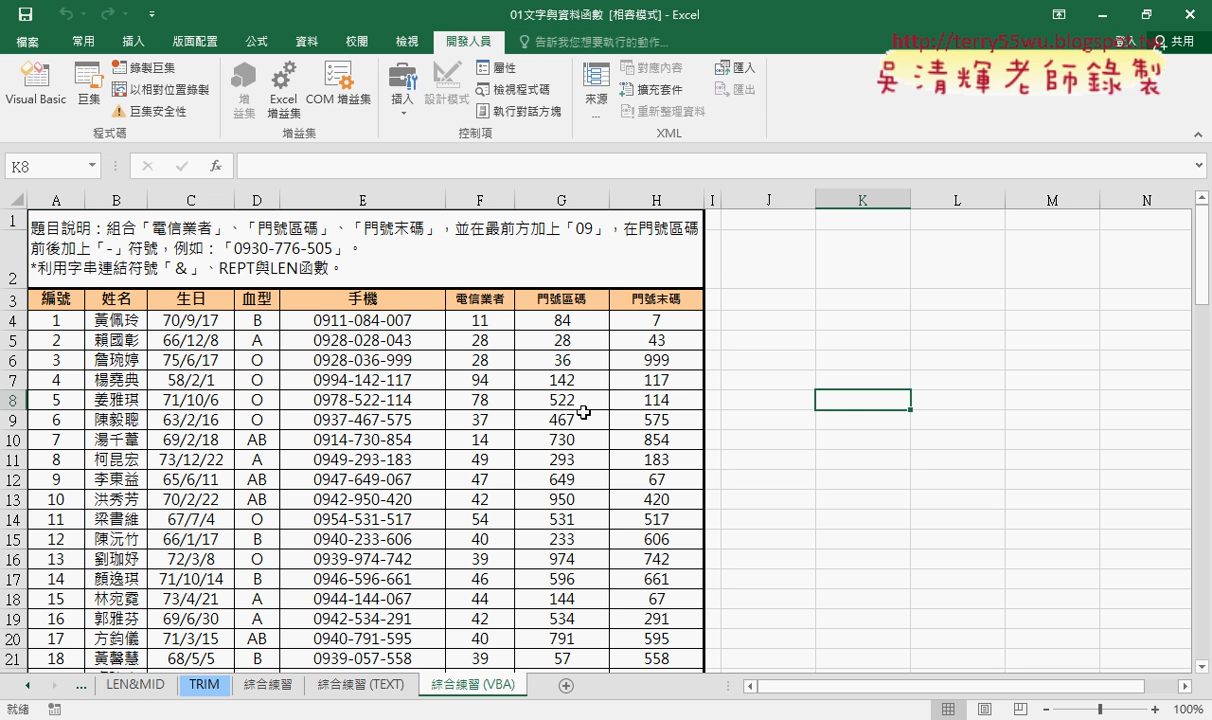 01文字與資料函數 [相容模式] - Excel
檔案 常用 插入 版面配置 公式 資料 校閱 檢視 開發人員 告訴我您想要執行的動作... 登入 共用
http://terry55wu.blogspot.tw
吳清輝老師錄製
Visual Basic 巨集 錄製巨集 以相對位置錄製 巨集安全性
程式碼
增益集 Excel 增益集 COM 增益集
增益集
插入 設計模式 屬性 檢視程式碼 執行對話方塊
控制項
來源... 對應內容 擴充套件 重新整理資料 匯入 匯出
XML
K8 fx
A B C D E F G H I J K L M N
1 題目說明：組合「電信業者」、「門號區碼」、「門號末碼」，並在最前方加上「09」，在門號區碼
前後加上「-」符號，例如：「0930-776-505」。
2 *利用字串連結符號「&」、REPT與LEN函數。
3 編號 姓名 生日 血型 手機 電信業者 門號區碼 門號末碼
4 1 黃佩玲 70/9/17 B 0911-084-007 11 84 7
5 2 賴國彰 66/12/8 A 0928-028-043 28 28 43
6 3 詹琬婷 75/6/17 O 0928-036-999 28 36 999
7 4 楊堯典 58/2/1 O 0994-142-117 94 142 117
8 5 姜雅琪 71/10/6 O 0978-522-114 78 522 114
9 6 陳毅聰 63/2/16 O 0937-467-575 37 467 575
10 7 湯千葦 69/2/18 AB 0914-730-854 14 730 854
11 8 柯昆宏 73/12/22 A 0949-293-183 49 293 183
12 9 李東益 65/6/11 AB 0947-649-067 47 649 67
13 10 洪秀芳 70/2/22 AB 0942-950-420 42 950 420
14 11 梁書維 67/7/4 O 0954-531-517 54 531 517
15 12 陳沅竹 66/1/17 B 0940-233-606 40 233 606
16 13 劉珈妤 72/3/8 O 0939-974-742 39 974 742
17 14 顏逸琪 71/10/14 B 0946-596-661 46 596 661
18 15 林宛霓 73/4/21 A 0944-144-067 44 144 67
19 16 郭雅芬 69/6/30 A 0942-534-291 42 534 291
20 17 方鈞儀 71/3/15 AB 0940-791-595 40 791 595
21 18 黃馨慧 68/5/5 B 0939-057-558 39 57 558
... LEN&MID TRIM 綜合練習 綜合練習 (TEXT) 綜合練習 (VBA)
就緒 100%